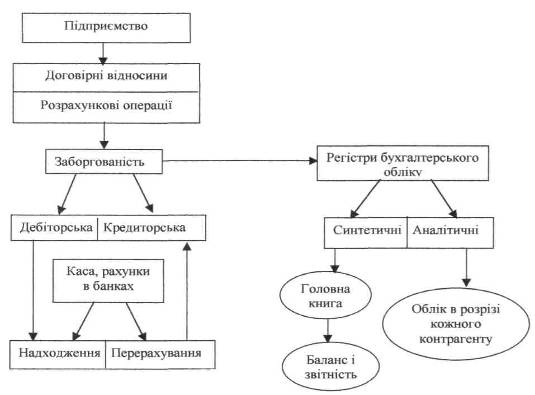 Підприємство
Договірні відносини
Розрахункові операції
Заборгованість
Регістри бухгалтерського
обліку
Дебіторська Кредиторська
Синтетичні Аналітичні
Каса, рахунки
в банках
Головна
книга
Облік в розрізі
кожного
контрагенту
Надходження Перерахування
Баланс і
звітність